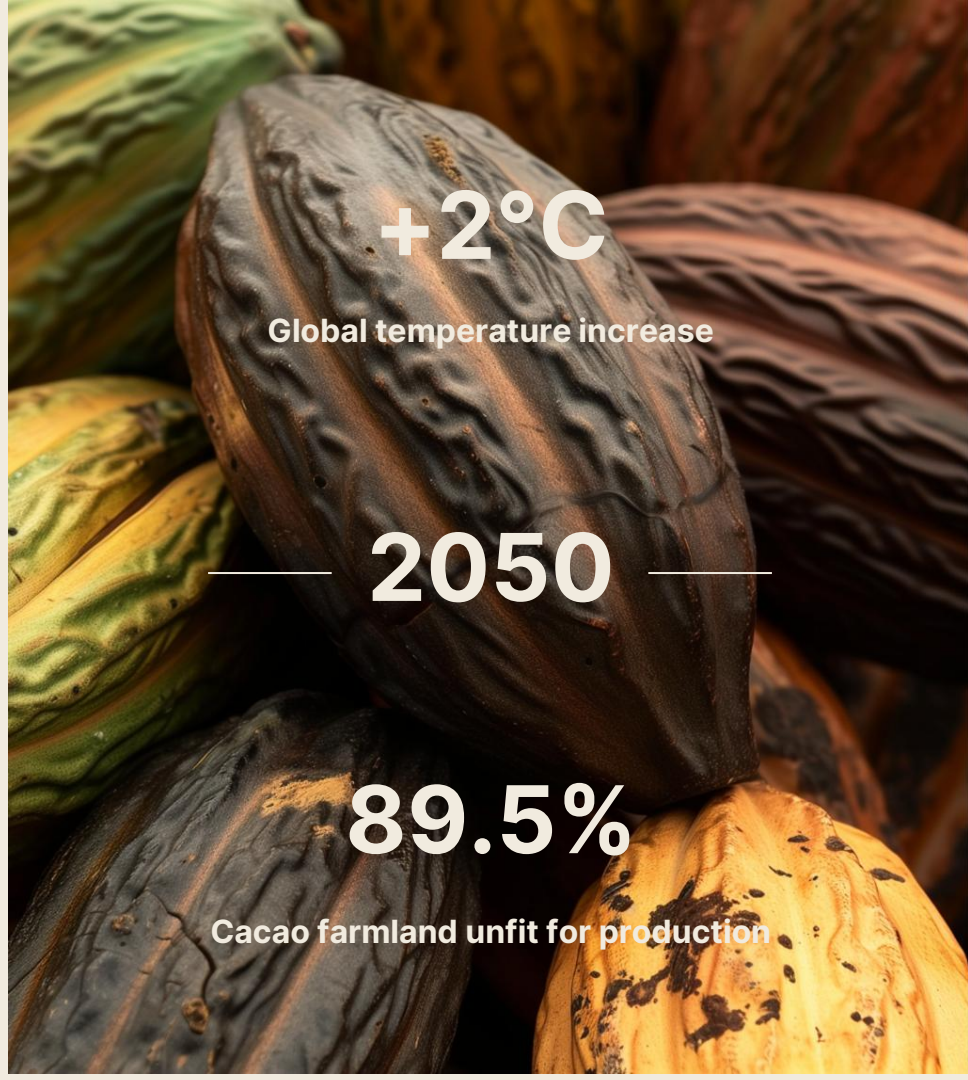 +2°C
Global temperature increase
2050
89.5%
Cacao farmland unfit for production